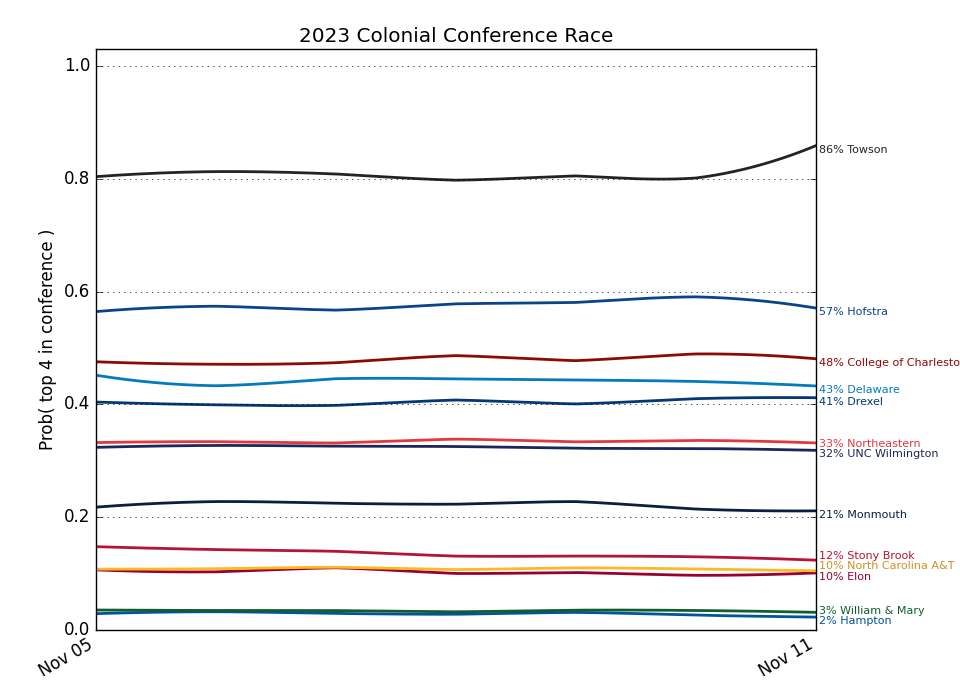 2023 Colonial Conference Race
Prob( top 4 in conference )
1.0
0.8
0.6
0.4
0.2
0.0
Nov 05
Nov 11
86% Towson
57% Hofstra
48% College of Charlesto
43% Delaware
41% Drexel
33% Northeastern
32% UNC Wilmington
21% Monmouth
12% Stony Brook
10% North Carolina A&T
10% Elon
3% William & Mary
2% Hampton